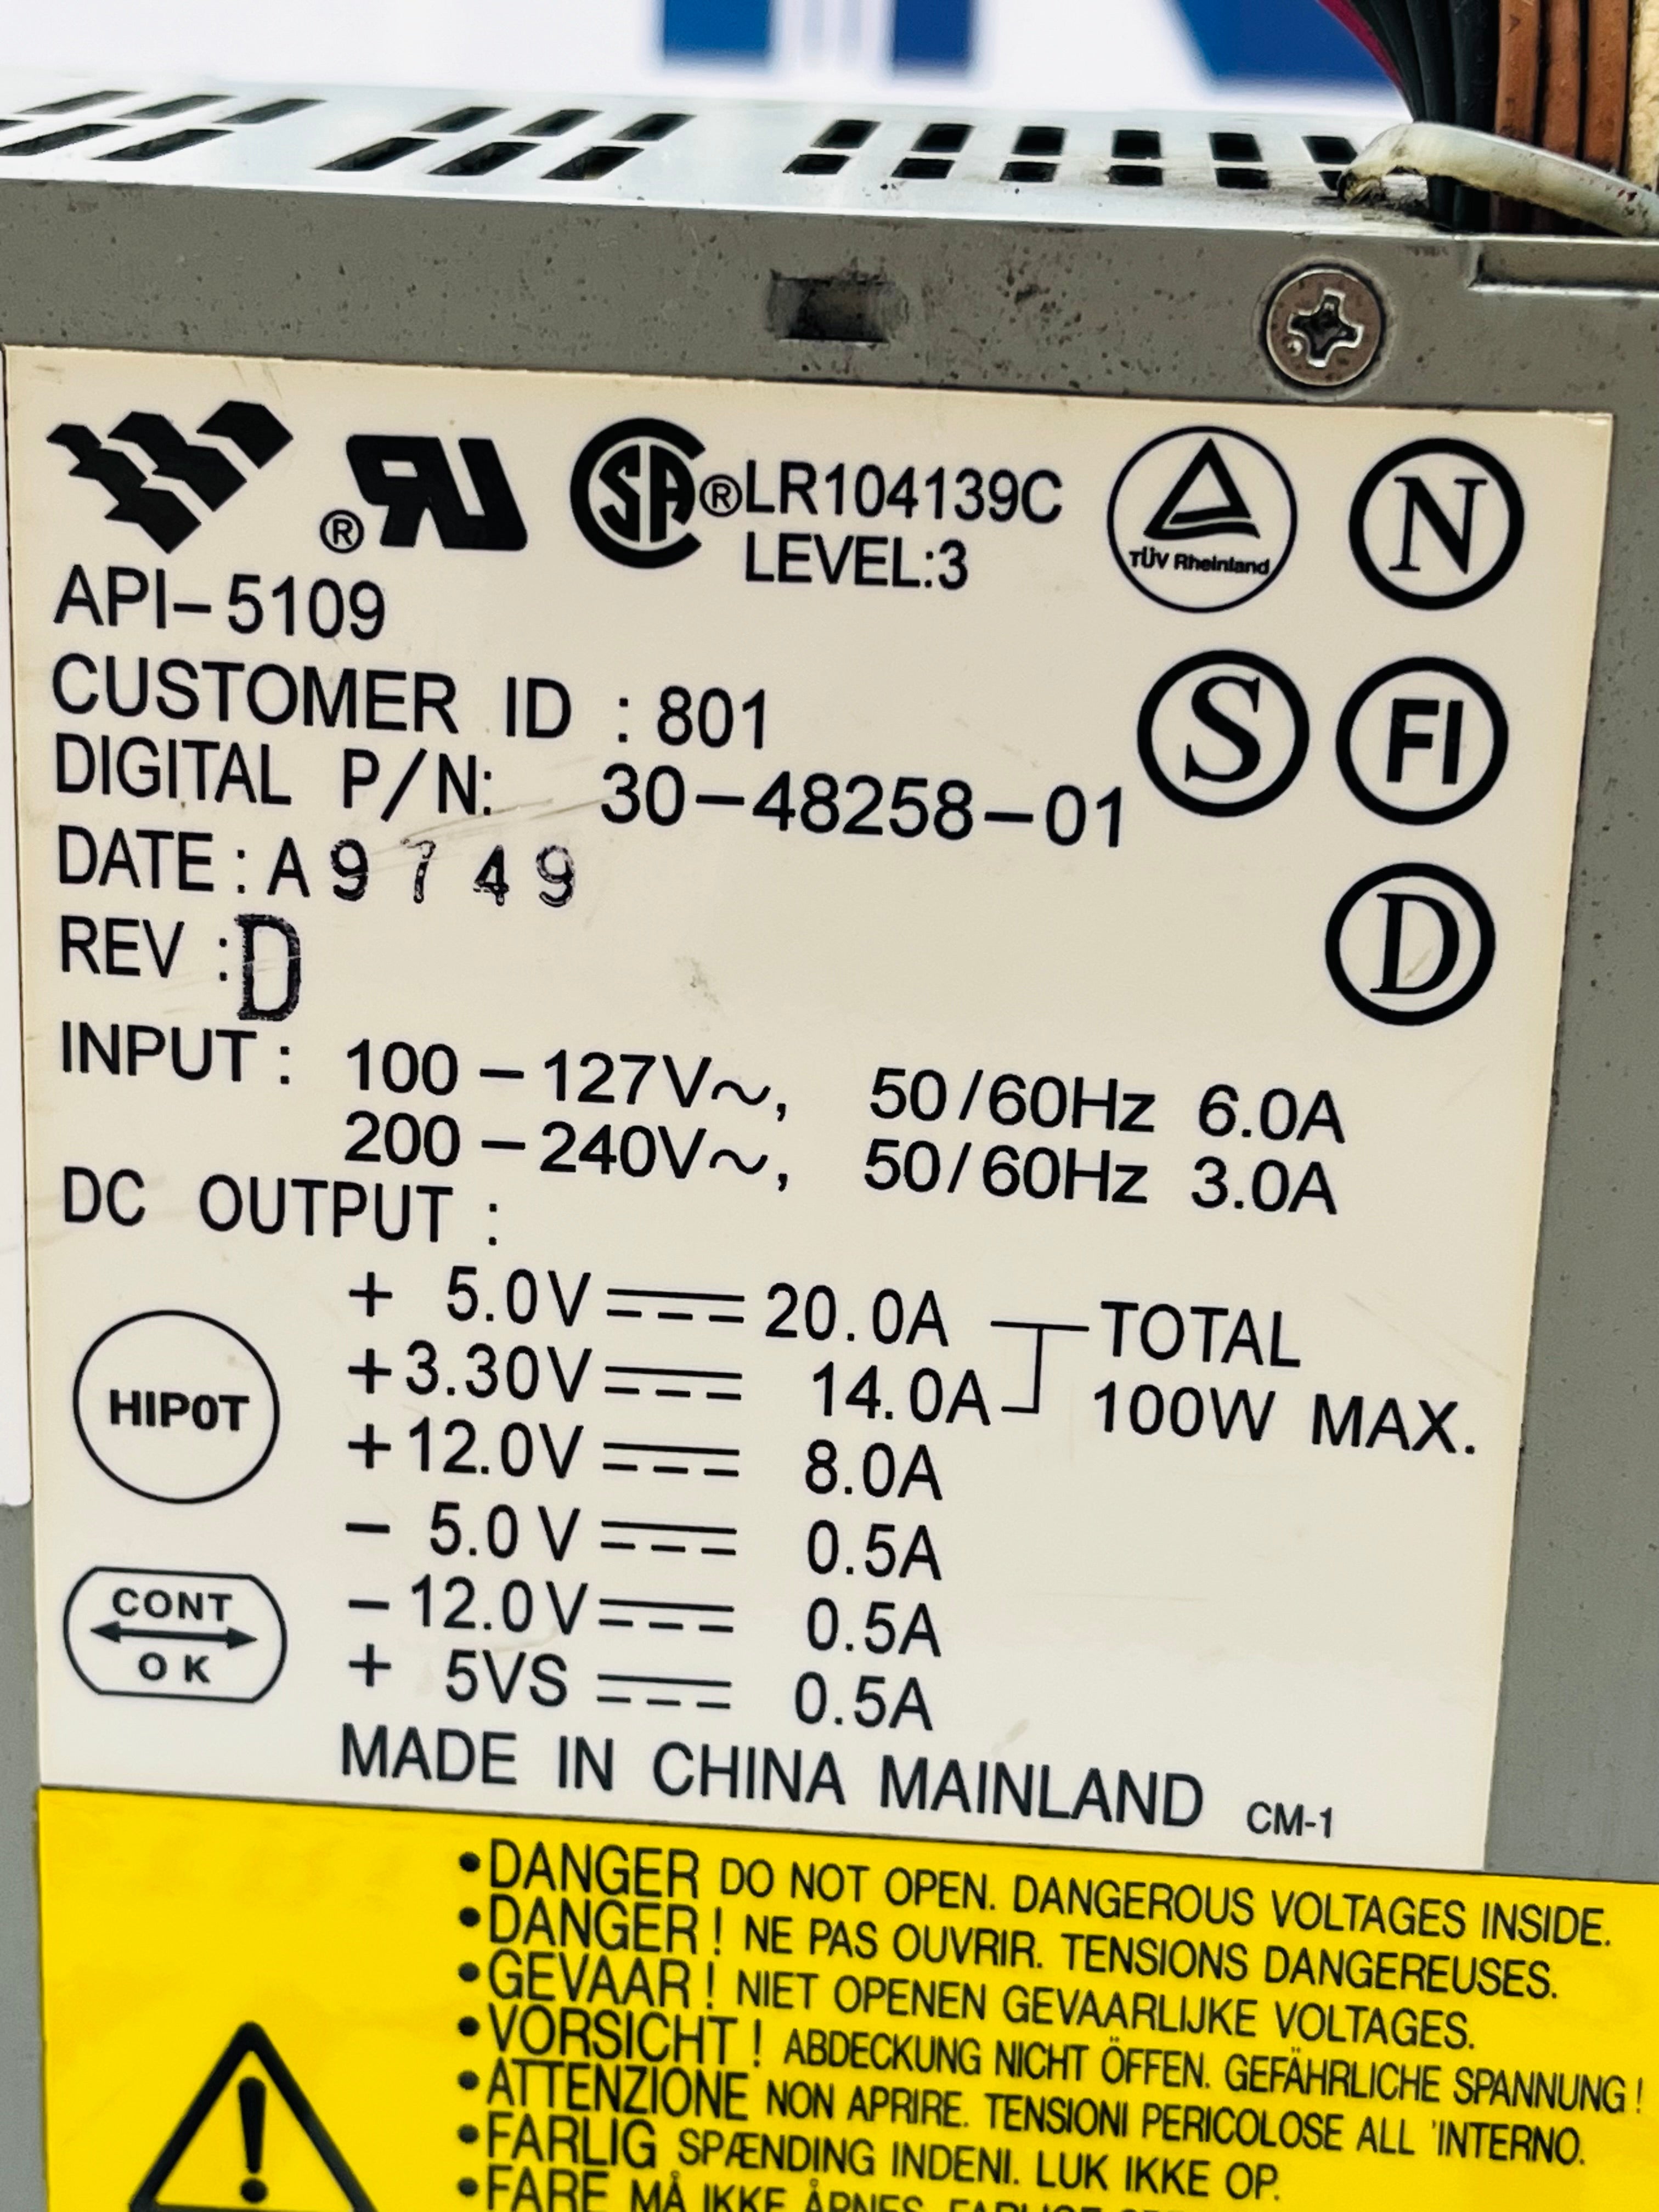 ® LR104139C
LEVEL:3
TÜV Rheinland
N
API-5109
CUSTOMER ID : 801
S
FI
DIGITAL P/N: 30-48258-01
DATE : A9749
REV : D
D
INPUT : 100-127V~, 50/60Hz 6.0A
200-240V~, 50/60Hz 3.0A
DC OUTPUT :
+ 5.0V 20.0A TOTAL
+3.30V 14.0A 100W MAX.
HIPOT
+12.0V 8.0A
- 5.0V 0.5A
-12.0V 0.5A
+ 5VS 0.5A
CONT
OK
MADE IN CHINA MAINLAND CM-1
•DANGER DO NOT OPEN. DANGEROUS VOLTAGES INSIDE.
•DANGER! NE PAS OUVRIR. TENSIONS DANGEREUSES.
•GEVAAR! NIET OPENEN GEVAARLIJKE VOLTAGES.
•VORSICHT! ABDECKUNG NICHT ÖFFEN. GEFÄHRLICHE SPANNUNG!
•ATTENZIONE NON APRIRE. TENSIONI PERICOLOSE ALL 'INTERNO.
•FARLIG SPÆNDING INDENI. LUK IKKE OP.
•FARE MÅ IKKE ÅPNES. FARLIGE